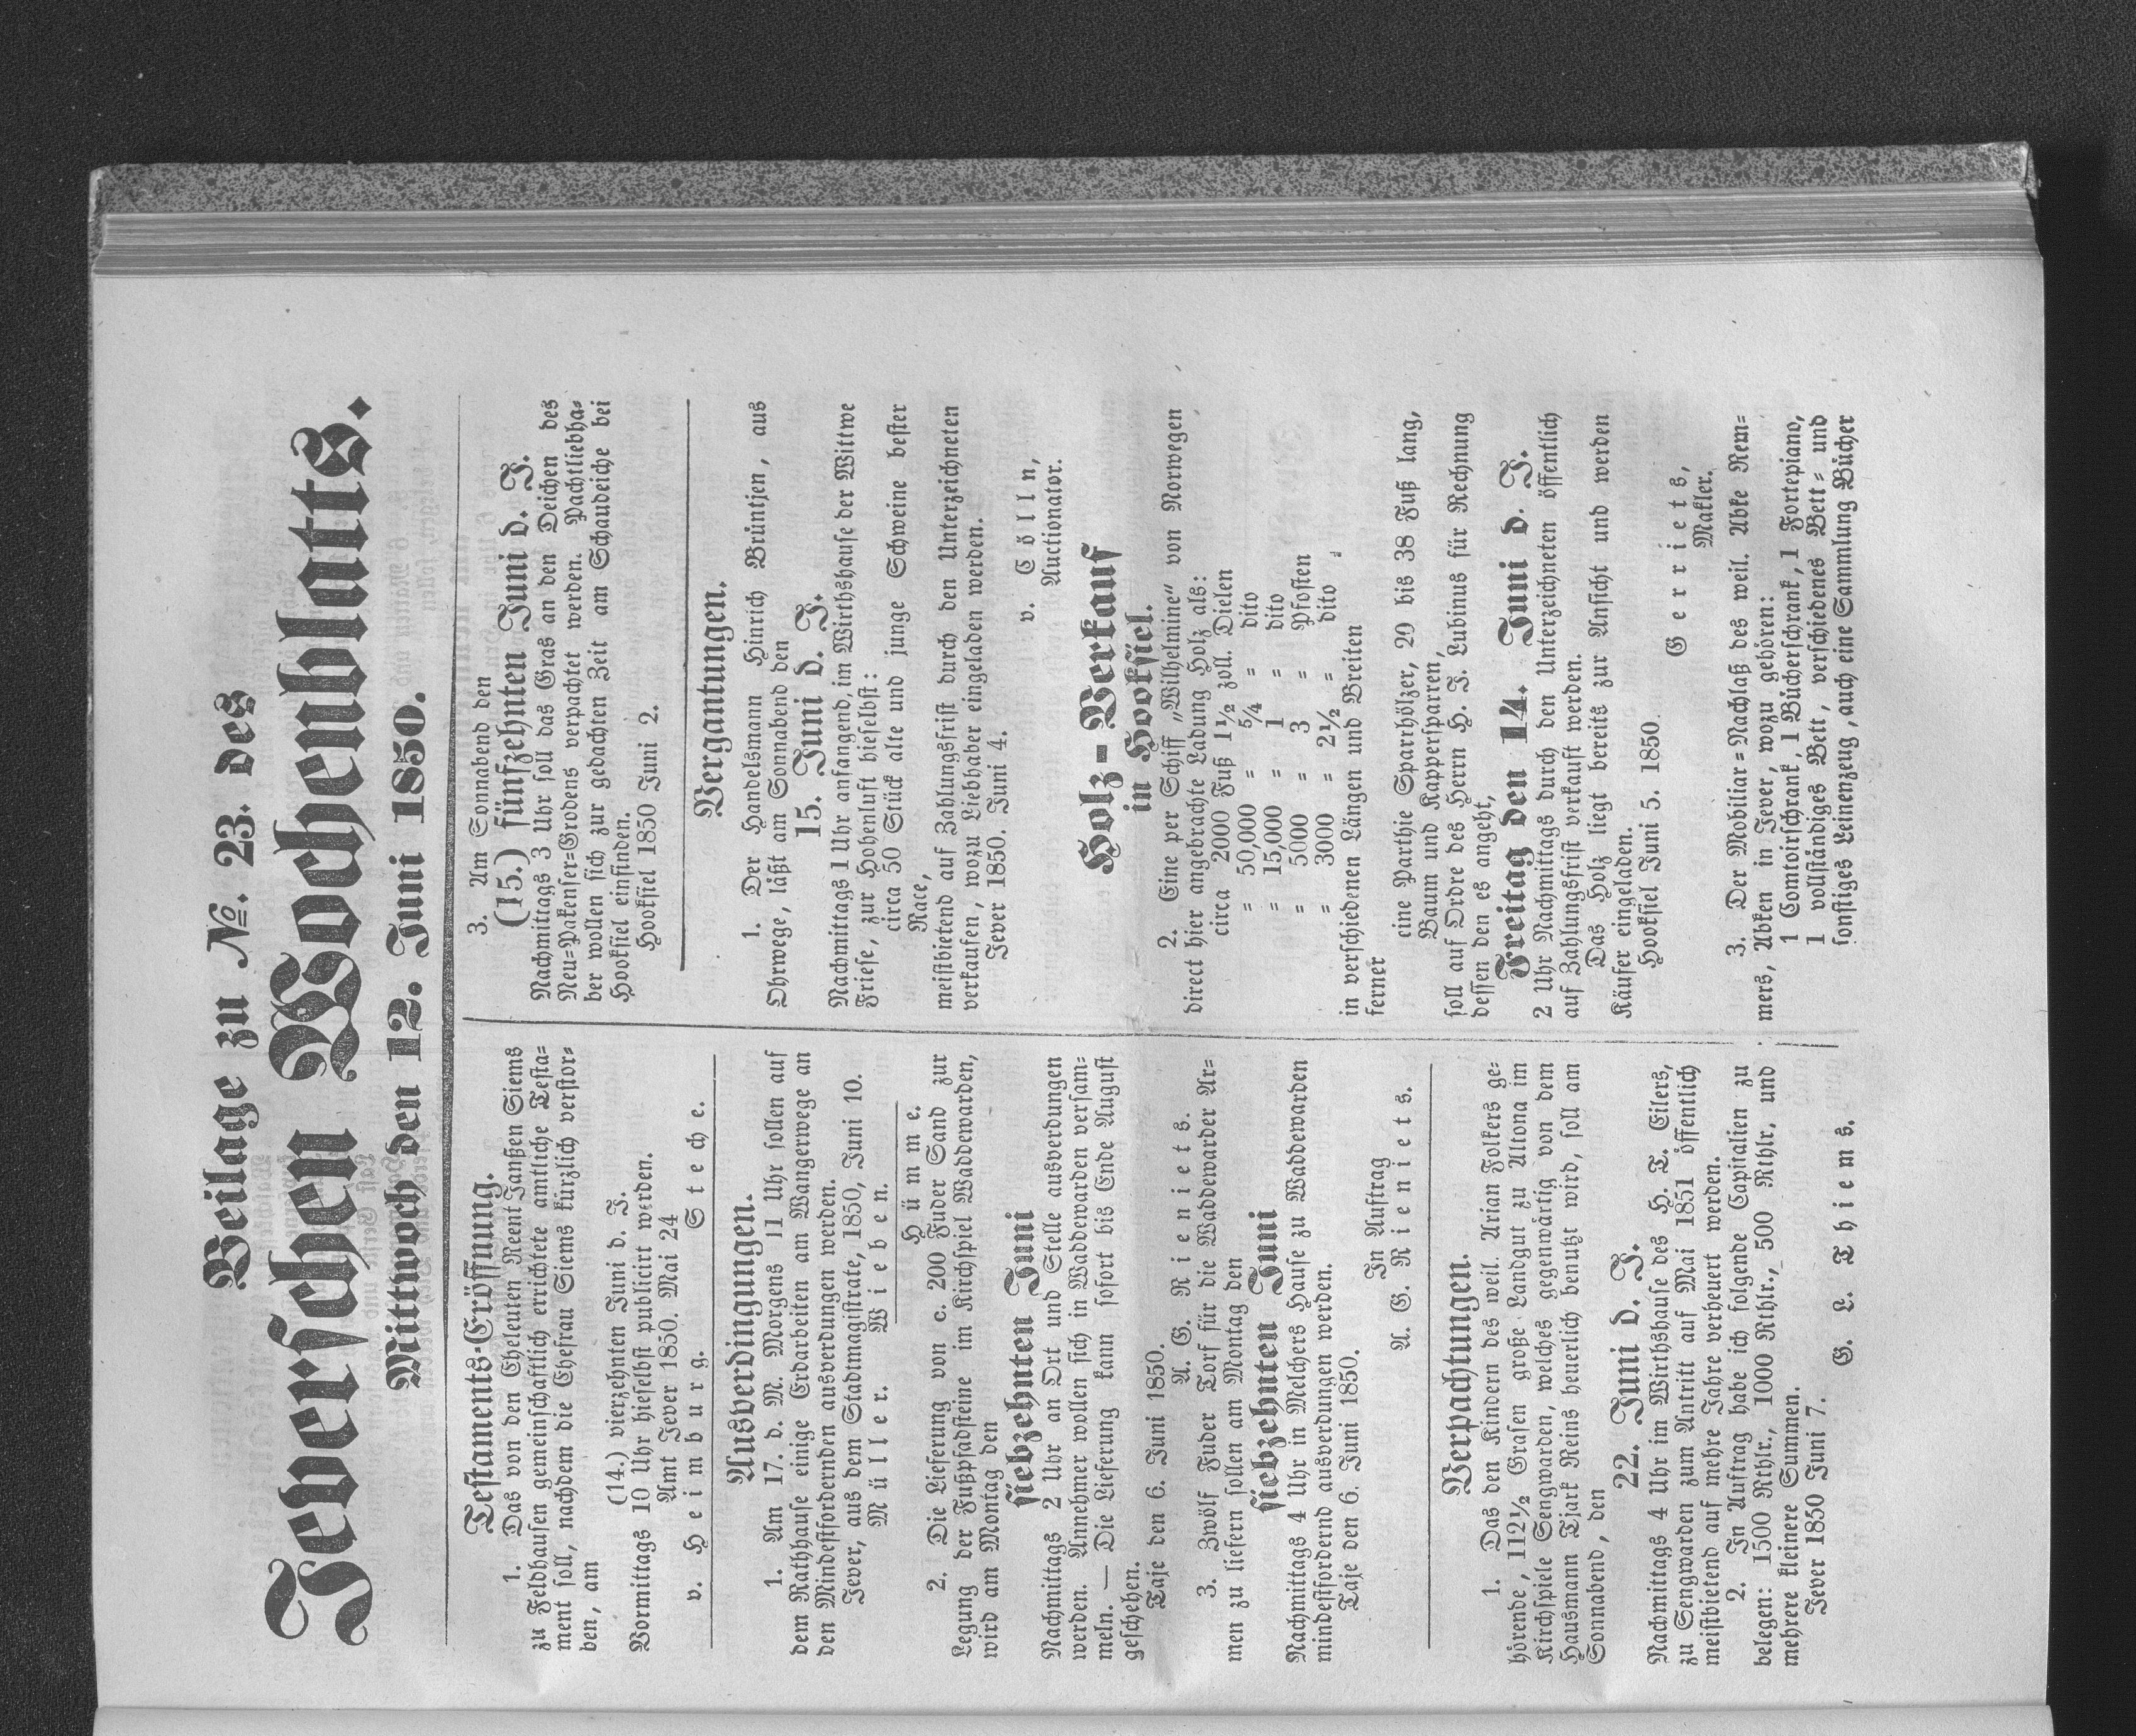 Beilage zu №. 23. des
Jeverschen Wochenblatts.
Mittwoch den 12. Juni 1850.
Testaments-Eröffnung.
1. Das von den Eheleuten Reent Janßen Siems
zu Feldhausen gemeinschaftlich errichtete amtliche Testa-
ment soll, nachdem die Ehefrau Siems kürzlich verstor-
ben, am
(14.) vierzehnten Juni d. J.
Vormittags 10 Uhr hieselbst publicirt werden.
Amt Jever 1850. Mai 24
v. Heimburg. Steche.
Ausverdingungen.
1. Am 17. d. M. Morgens 11 Uhr sollen auf
dem Rathhause einige Erdarbeiten am Wangerwege an
den Mindestfordernden ausverdungen werden.
Jever, aus dem Stadtmagistrate, 1850, Juni 10.
Müller. Wieben.
Hümme.
2. Die Lieferung von c. 200 Fuder Sand zur
Legung der Fußpfadsteine im Kirchspiel Waddewarden,
wird am Montag den
siebzehnten Juni
Nachmittags 2 Uhr an Ort und Stelle ausverdungen
werden. Annehmer wollen sich in Waddewarden versam-
meln. — Die Lieferung kann sofort bis Ende August
geschehen.
Taje den 6. Juni 1850.
A. G. Rieniets.
3. Zwölf Fuder Torf für die Waddewarder Ar-
men zu liefern sollen am Montag den
siebzehnten Juni
Nachmittags 4 Uhr in Melchers Hause zu Waddewarden
mindestfordernd ausverdungen werden.
Taje den 6. Juni 1850.
In Auftrag
A. G. Rieniets.
Verpachtungen.
1. Das den Kindern des weil. Arian Folkers ge-
hörende, 112½ Grasen große Landgut zu Altona im
Kirchspiele Sengwarden, welches gegenwärtig von dem
Hausmann Tjark Reins heuerlich benutzt wird, soll am
Sonnabend, den
22. Juni d. J.
Nachmittags 4 Uhr im Wirthshause des H. T. Eilers,
zu Sengwarden zum Antritt auf Mai 1851 öffentlich
meistbietend auf mehre Jahre verheuert werden.
2. In Auftrag habe ich folgende Capitalien zu
belegen: 1500 Rthlr., 1000 Rthlr., 500 Rthlr. und
mehrere kleinere Summen.
Jever 1850 Juni 7.
G. L. Thiems.
3. Am Sonnabend den
(15.) fünfzehnten Juni d. J.
Nachmittags 3 Uhr soll das Gras an den Deichen des
Neu-Pakenser-Grodens verpachtet werden. Pachtliebha-
ber wollen sich zur gedachten Zeit am Schaudeiche bei
Hooksiel einfinden.
Hooksiel 1850 Juni 2.
Vergantungen.
1. Der Handelsmann Hinrich Brüntjen, aus
Ohrwege, läßt am Sonnabend den
15. Juni d. J.
Nachmittags 1 Uhr anfangend, im Wirthshause der Wittwe
Friese, zur Hohenluft hieselbst:
circa 50 Stück alte und junge Schweine bester
Race,
meistbietend auf Zahlungsfrist durch den Unterzeichneten
verkaufen, wozu Liebhaber eingeladen werden.
Jever 1850. Juni 4.
v. Cölln,
Auctionator.
Holz-Verkauf
in Hooksiel.
2. Eine per Schiff „Wilhelmine“ von Norwegen
direct hier angebrachte Ladung Holz als:
circa 2000 Fuß 1½ zoll. Dielen
= 50,000 = 5/4 = dito
= 15,000 = 1 = dito
= 5000 = 3 = Pfosten
= 3000 = 2½ = dito
in verschiedenen Längen und Breiten
ferner
eine Parthie Sparrhölzer, 20 bis 38 Fuß lang,
Baum und Kappersparren,
soll auf Ordre des Herrn H. J. Lubinus für Rechnung
dessen den es angeht,
Freitag den 14. Juni d. J.
2 Uhr Nachmittags durch den Unterzeichneten öffentlich
auf Zahlungsfrist verkauft werden.
Das Holz liegt bereits zur Ansicht und werden
Käufer eingeladen.
Hooksiel Juni 5. 1850
Gerriets,
Makler.
3. Der Mobiliar-Nachlaß des weil. Abke Rem-
mers, Abken in Jever, wozu gehören:
1 Comtoirschrank, 1 Bücherschrank, 1 Fortepiano,
1 vollständiges Bett, verschiedenes Bett- und
sonstiges Leinenzeug, auch eine Sammlung Bücher